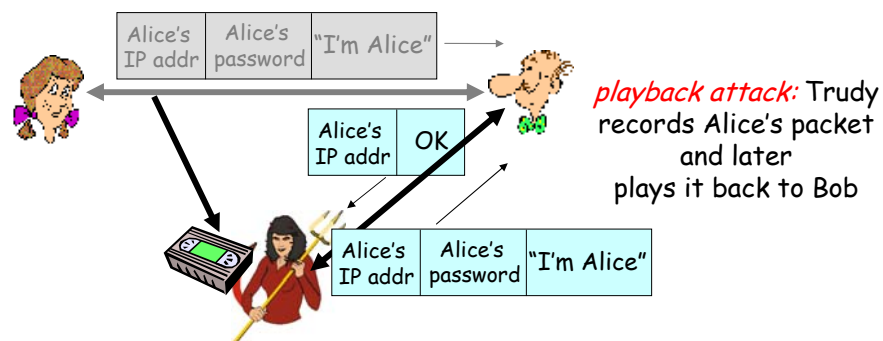 Alice's
IP addr
Alice's
password
"I'm Alice"
playback attack: Trudy
records Alice's packet
and later
plays it back to Bob
Alice's
IP addr
OK
Alice's
IP addr
Alice's
password
"I'm Alice"